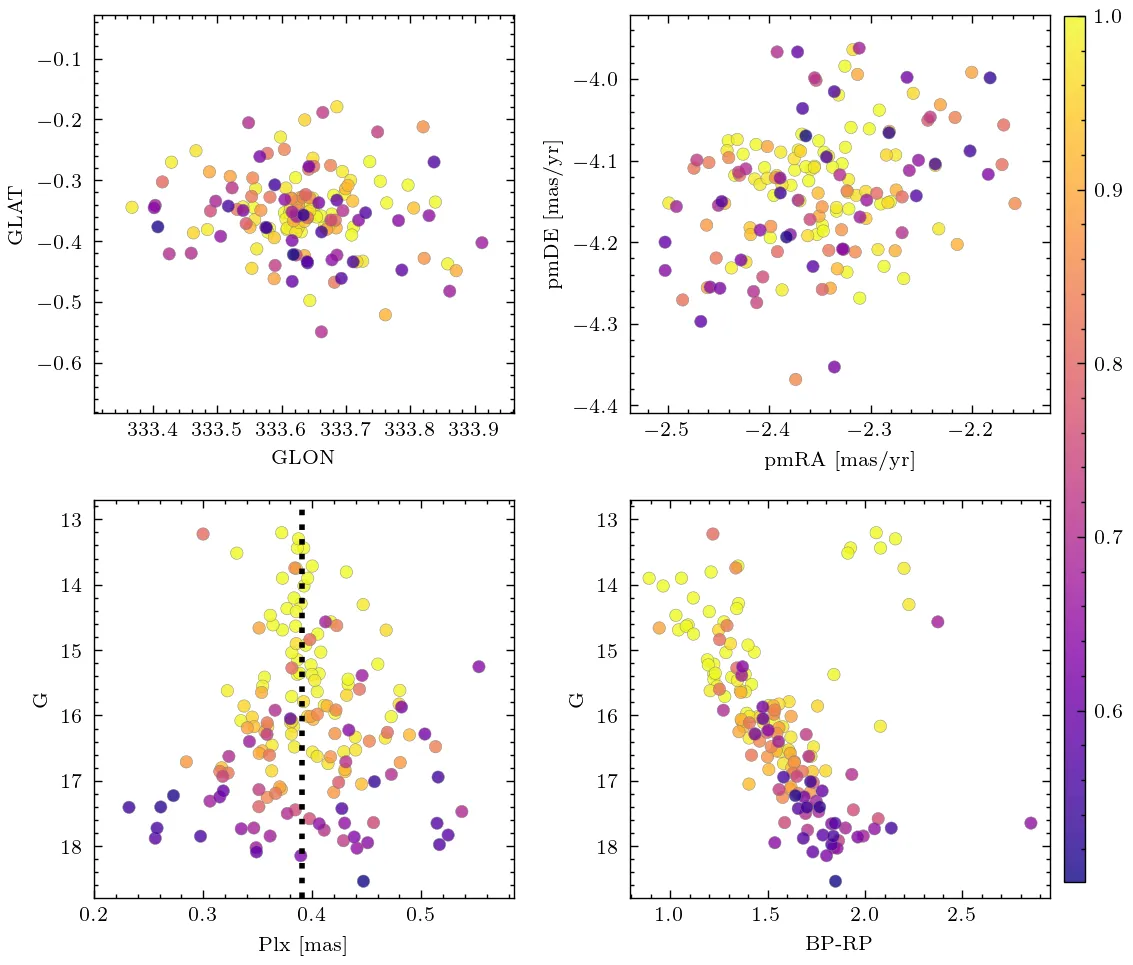 −0.1
−0.2
−0.3
−0.4
−0.5
−0.6
GLAT
333.4 333.5 333.6 333.7 333.8 333.9
GLON
−4.0
−4.1
−4.2
−4.3
−4.4
pmDE [mas/yr]
−2.5 −2.4 −2.3 −2.2
pmRA [mas/yr]
1.0
0.9
0.8
0.7
0.6
13
14
15
16
17
18
G
0.2 0.3 0.4 0.5
Plx [mas]
13
14
15
16
17
18
G
1.0 1.5 2.0 2.5
BP-RP